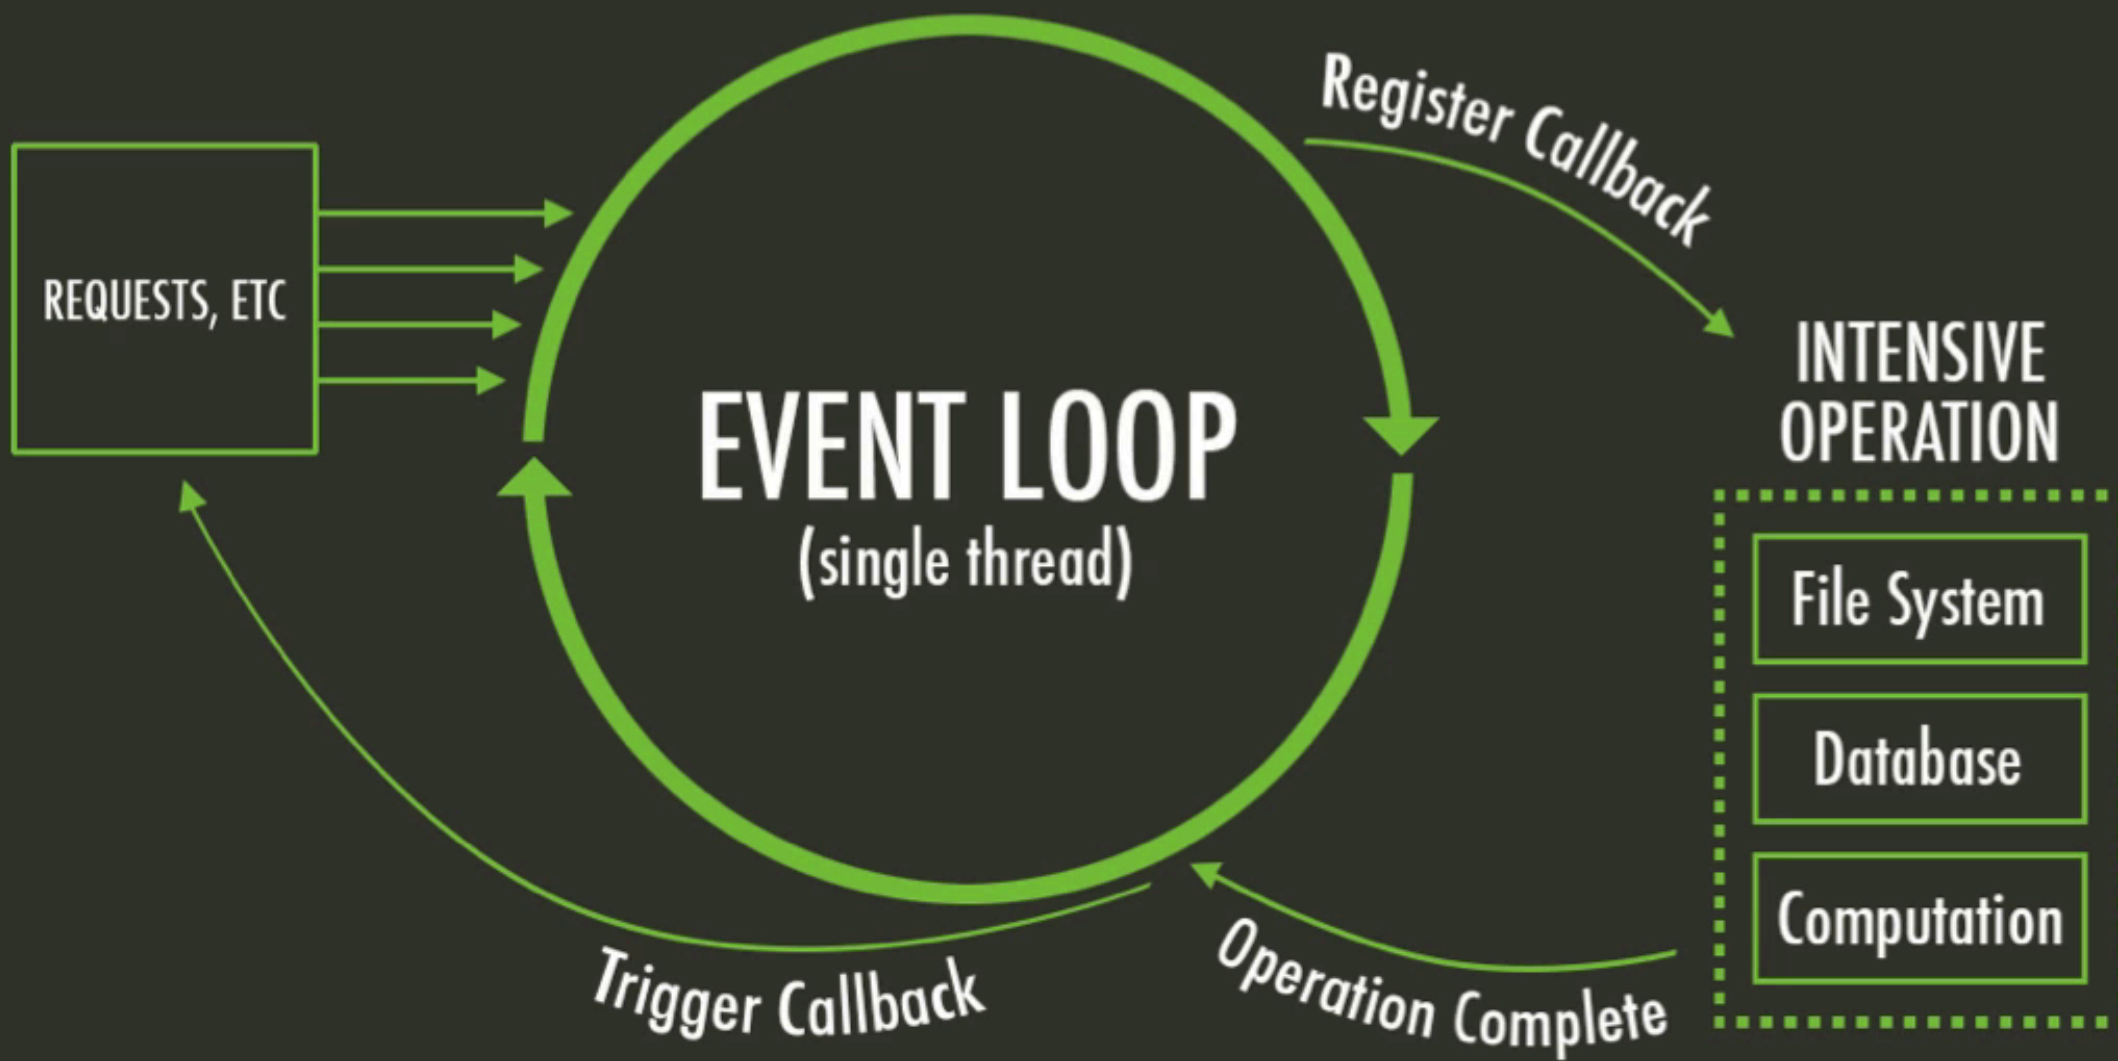 REQUESTS, ETC
EVENT LOOP
(single thread)
Register Callback
INTENSIVE
OPERATION
File System
Database
Computation
Operation Complete
Trigger Callback